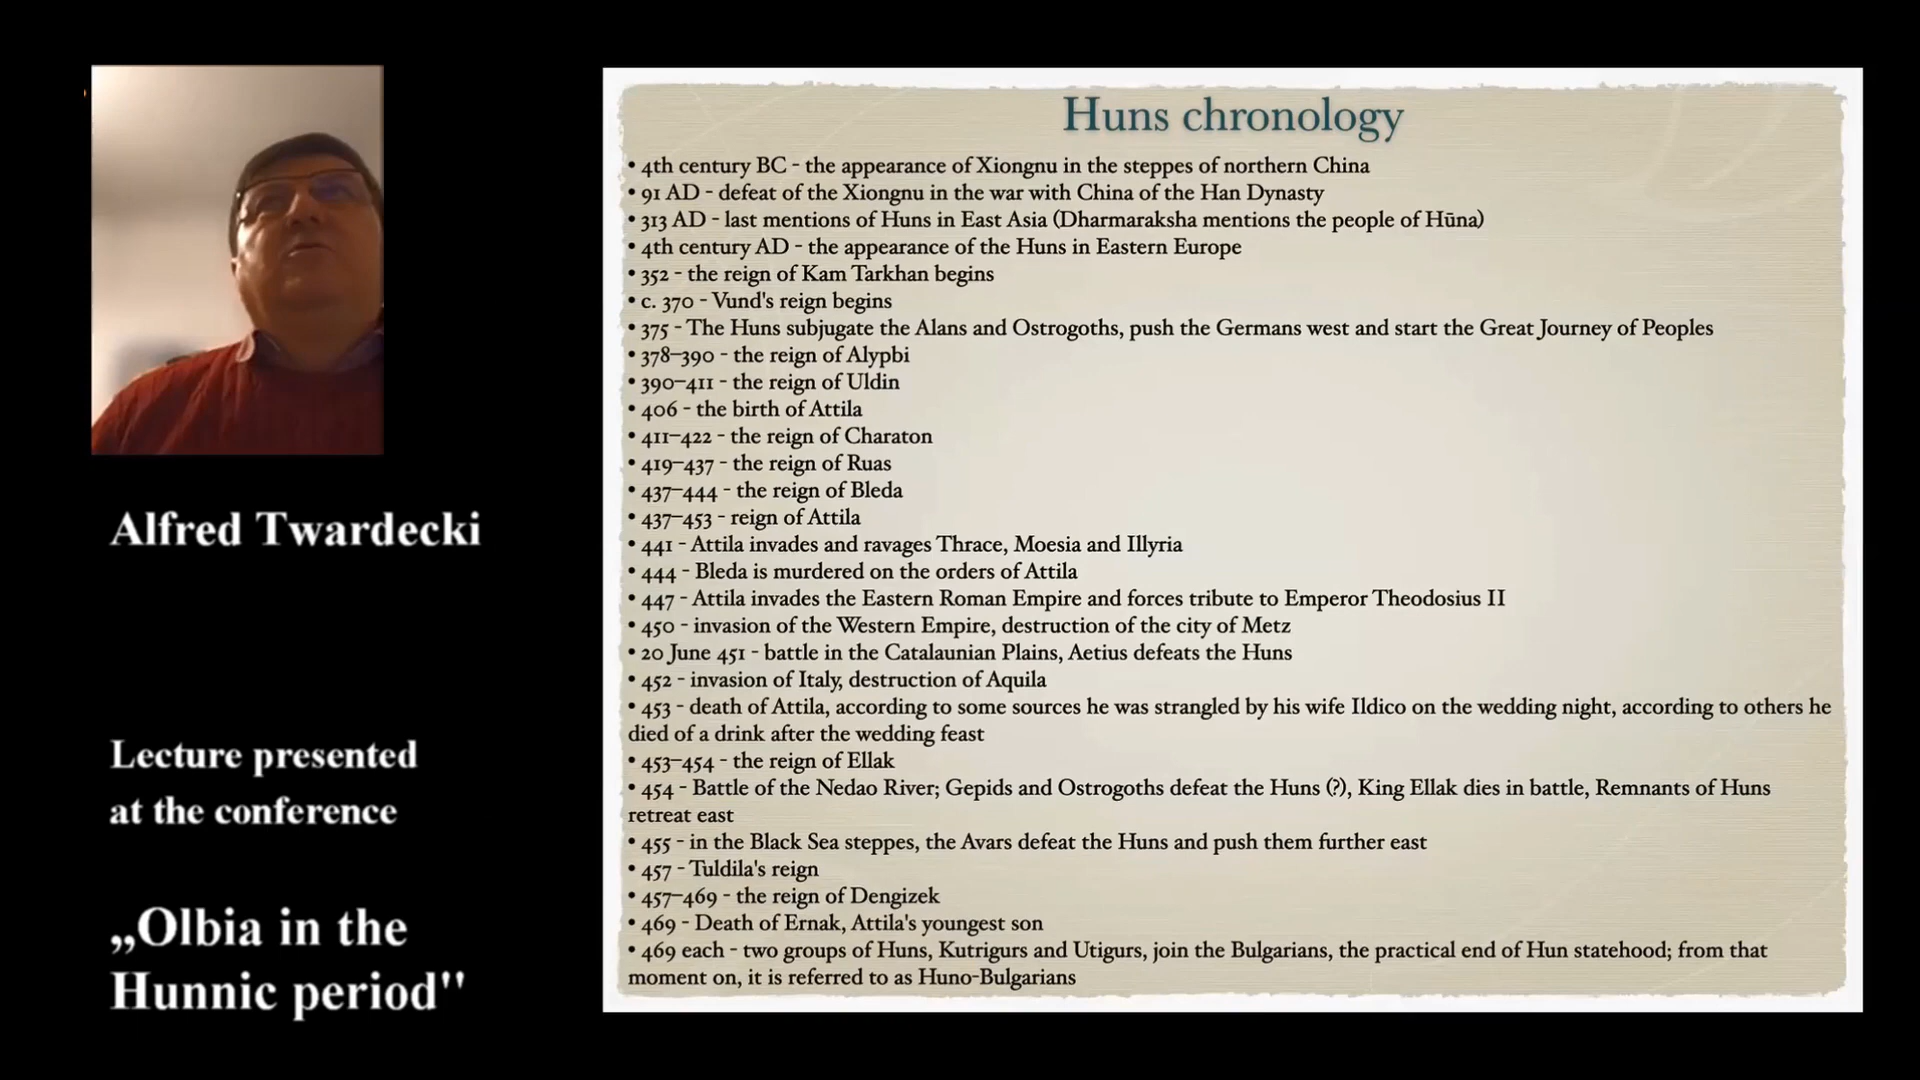 Huns chronology
• 4th century BC - the appearance of Xiongnu in the steppes of northern China
• 91 AD - defeat of the Xiongnu in the war with China of the Han Dynasty
• 313 AD - last mentions of Huns in East Asia (Dharmaraksha mentions the people of Hūna)
• 4th century AD - the appearance of the Huns in Eastern Europe
• 352 - the reign of Kam Tarkhan begins
• c. 370 - Vund's reign begins
• 375 - The Huns subjugate the Alans and Ostrogoths, push the Germans west and start the Great Journey of Peoples
• 378–390 - the reign of Alypbi
• 390–411 - the reign of Uldin
• 406 - the birth of Attila
• 411–422 - the reign of Charaton
• 419–437 - the reign of Ruas
• 437–444 - the reign of Bleda
• 437–453 - reign of Attila
• 441 - Attila invades and ravages Thrace, Moesia and Illyria
• 444 - Bleda is murdered on the orders of Attila
• 447 - Attila invades the Eastern Roman Empire and forces tribute to Emperor Theodosius II
• 450 - invasion of the Western Empire, destruction of the city of Metz
• 20 June 451 - battle in the Catalaunian Plains, Aetius defeats the Huns
• 452 - invasion of Italy, destruction of Aquila
• 453 - death of Attila, according to some sources he was strangled by his wife Ildico on the wedding night, according to others he
died of a drink after the wedding feast
• 453–454 - the reign of Ellak
• 454 - Battle of the Nedao River; Gepids and Ostrogoths defeat the Huns (?), King Ellak dies in battle, Remnants of Huns
retreat east
• 455 - in the Black Sea steppes, the Avars defeat the Huns and push them further east
• 457 - Tuldila's reign
• 457–469 - the reign of Dengizek
• 469 - Death of Ernak, Attila's youngest son
• 469 each - two groups of Huns, Kutrigurs and Utigurs, join the Bulgarians, the practical end of Hun statehood; from that
moment on, it is referred to as Huno-Bulgarians
Alfred Twardecki
Lecture presented
at the conference
„Olbia in the
Hunnic period"